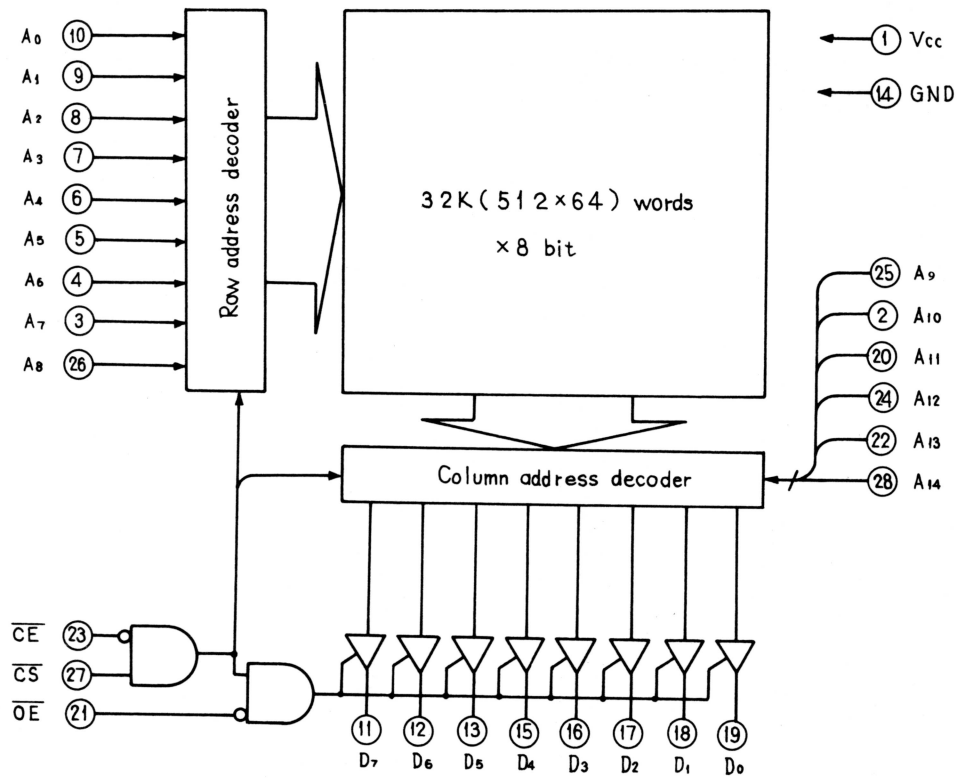 A0 10
A1 9
A2 8
A3 7
A4 6
A5 5
A6 4
A7 3
A8 26
Row address decoder
32K (512×64) words
×8 bit
1 Vcc
14 GND
25 A9
2 A10
20 A11
24 A12
22 A13
28 A14
Column address decoder
CE 23
CS 27
OE 21
11 12 13 15 16 17 18 19
D7 D6 D5 D4 D3 D2 D1 D0